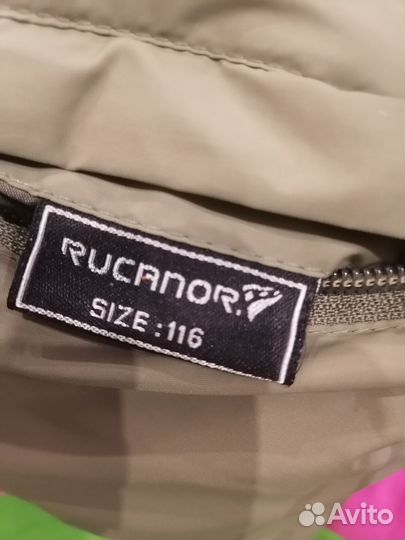 RUCANOR
SIZE : 116
Avito